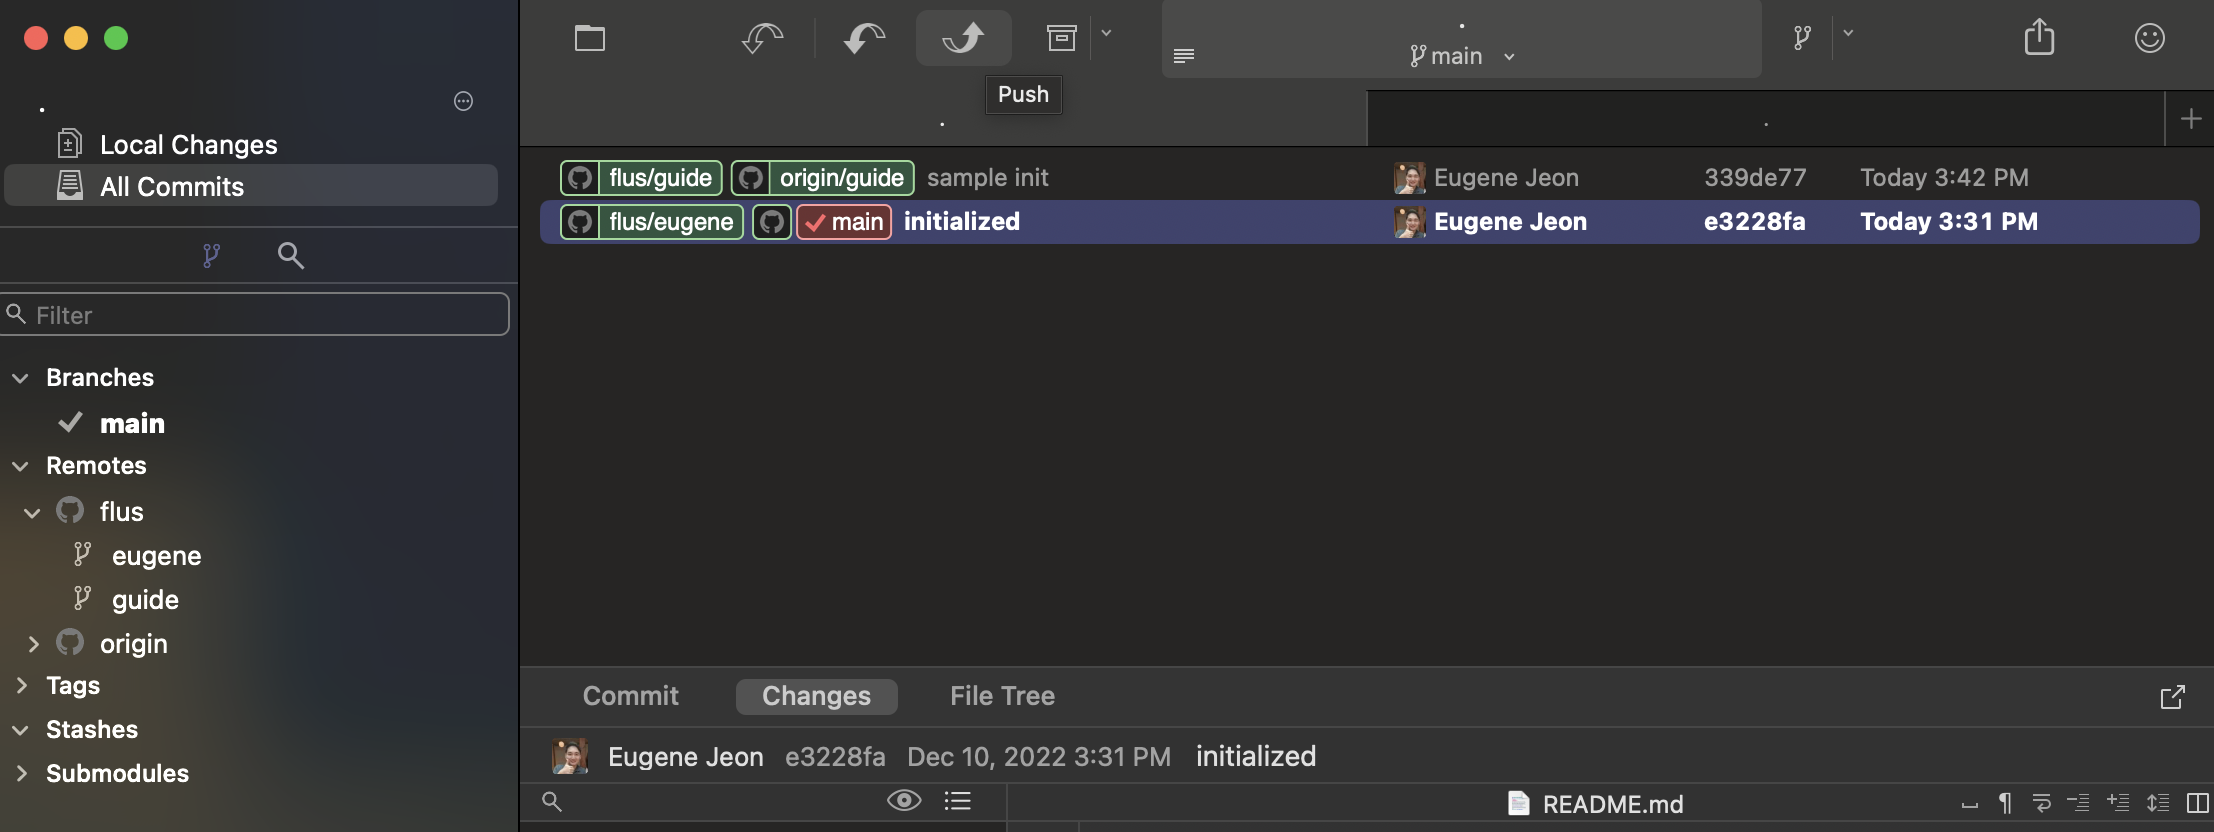 .
Local Changes
All Commits
Filter
Branches
main
Remotes
flus
eugene
guide
origin
Tags
Stashes
Submodules
.
main
Push
.
.
flus/guide origin/guide sample init Eugene Jeon 339de77 Today 3:42 PM
flus/eugene main initialized Eugene Jeon e3228fa Today 3:31 PM
Commit Changes File Tree
Eugene Jeon e3228fa Dec 10, 2022 3:31 PM initialized
README.md